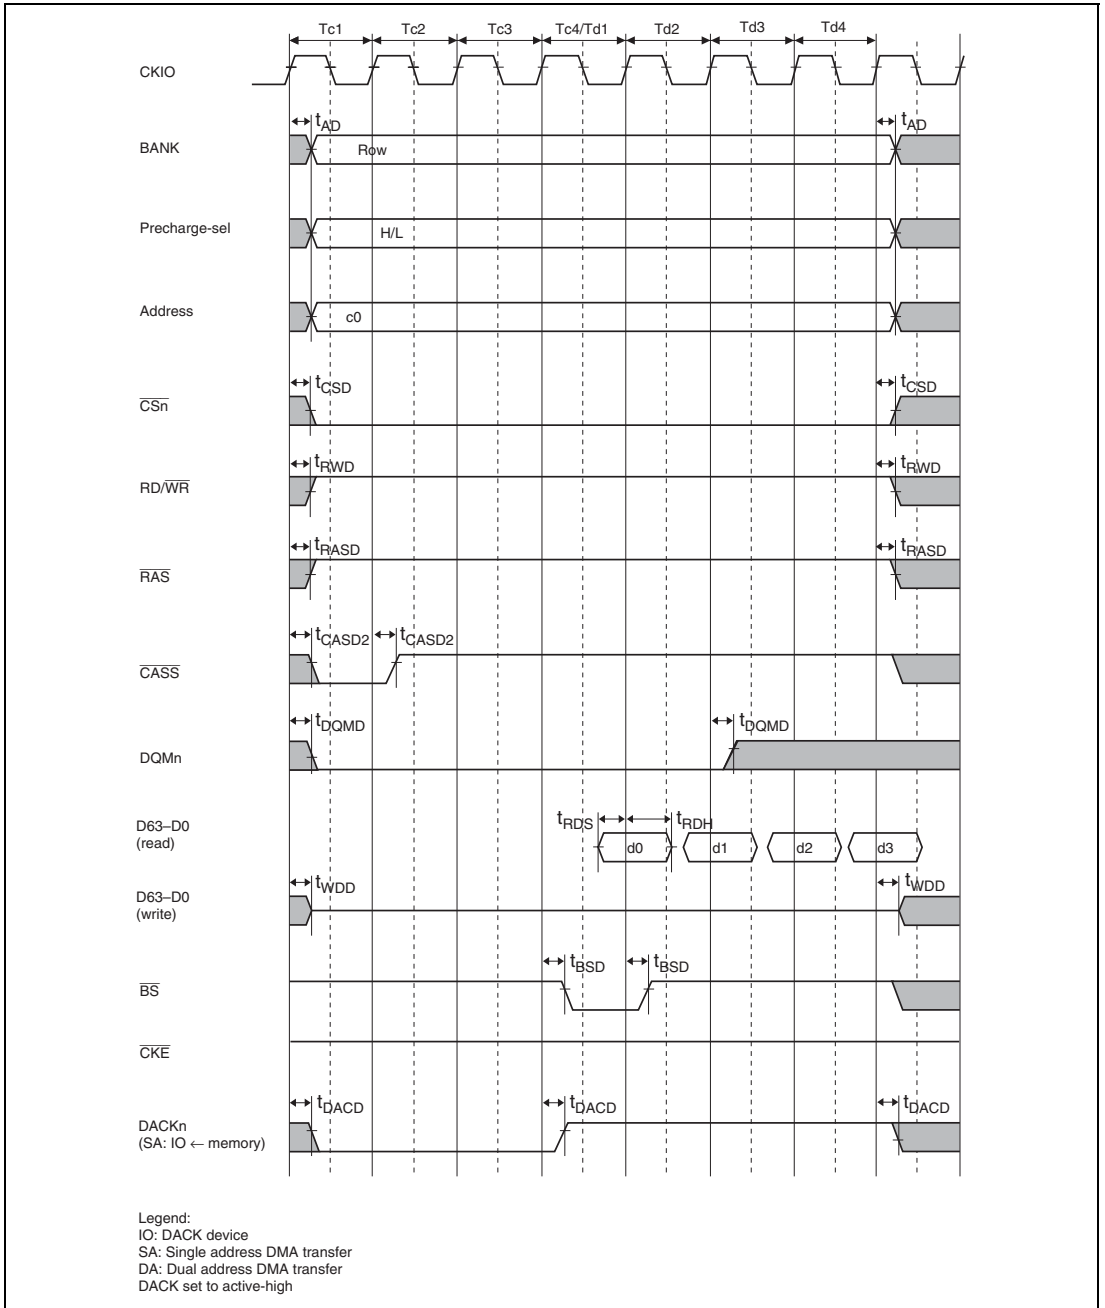 Tc1 Tc2 Tc3 Tc4/Td1 Td2 Td3 Td4
CKIO
tAD tAD
BANK Row
Precharge-sel H/L
Address c0
tCSD tCSD
CSn
tRWD tRWD
RD/WR
tRASD tRASD
RAS
tCASD2 tCASD2
CASS
tDQMD tDQMD
DQMn
tRDS tRDH
D63–D0
(read)
d0 d1 d2 d3
tWDD tWDD
D63–D0
(write)
tBSD tBSD
BS
CKE
tDACD tDACD tDACD
DACKn
(SA: IO ← memory)
Legend:
IO: DACK device
SA: Single address DMA transfer
DA: Dual address DMA transfer
DACK set to active-high